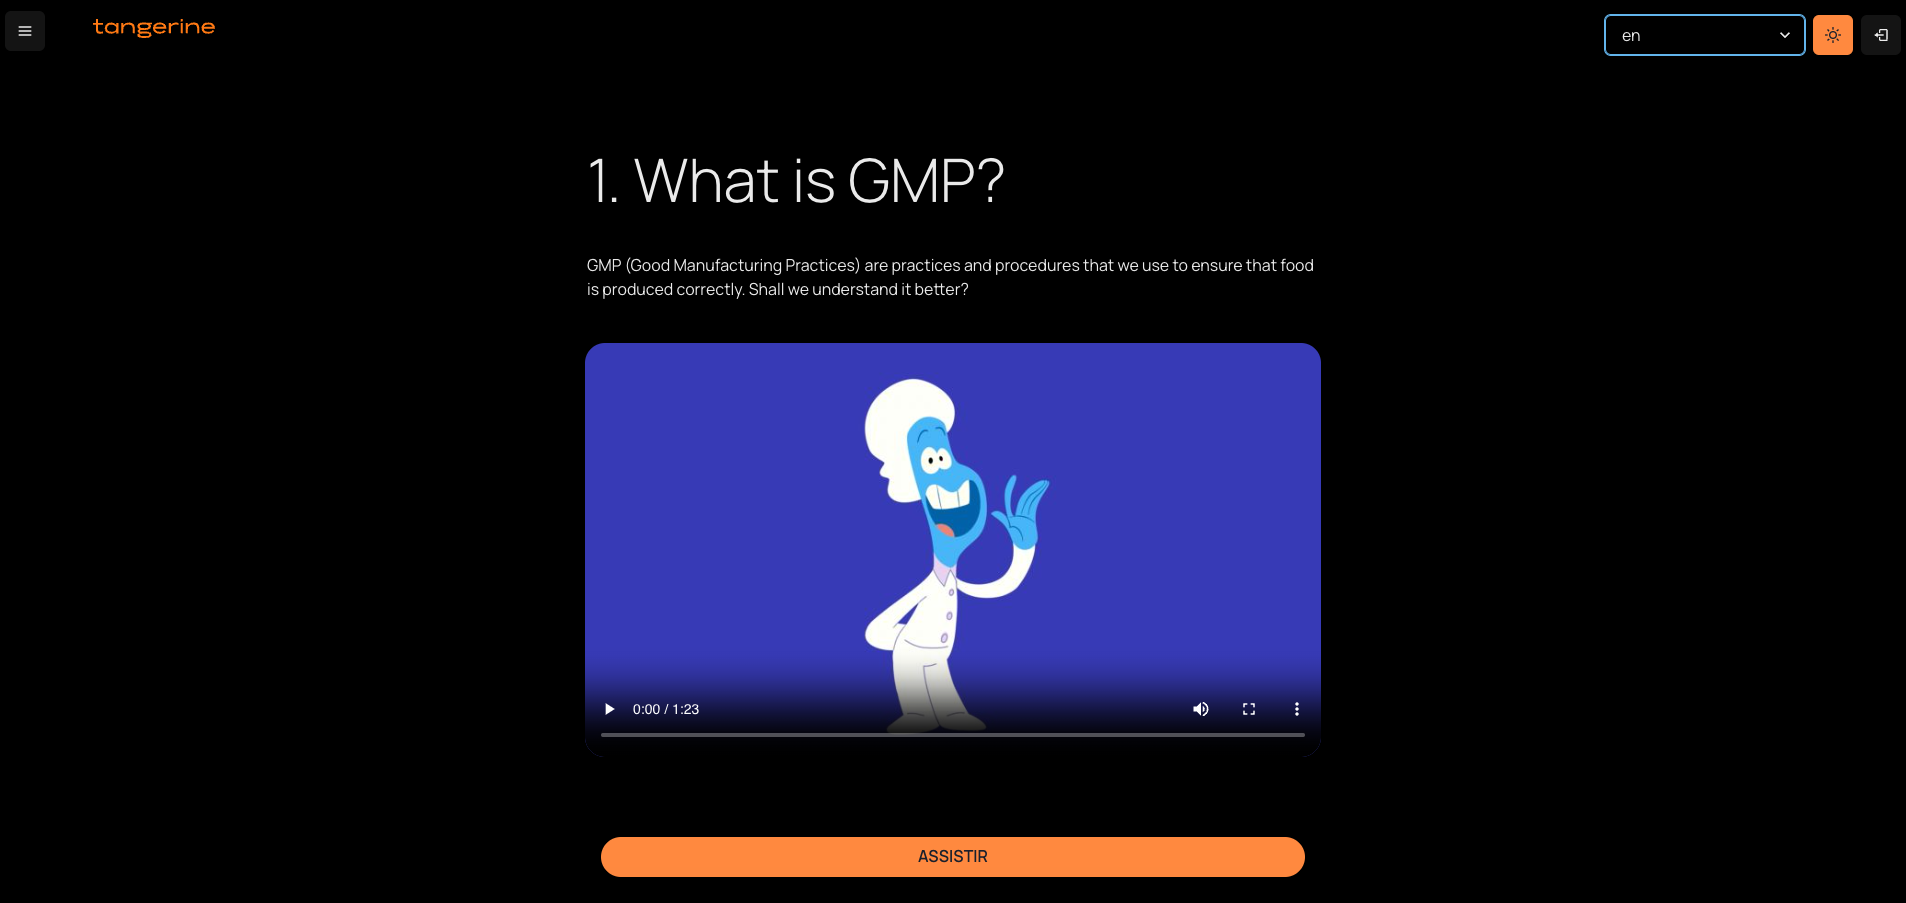 tangerine
en
1. What is GMP?
GMP (Good Manufacturing Practices) are practices and procedures that we use to ensure that food
is produced correctly. Shall we understand it better?
0:00 / 1:23
ASSISTIR